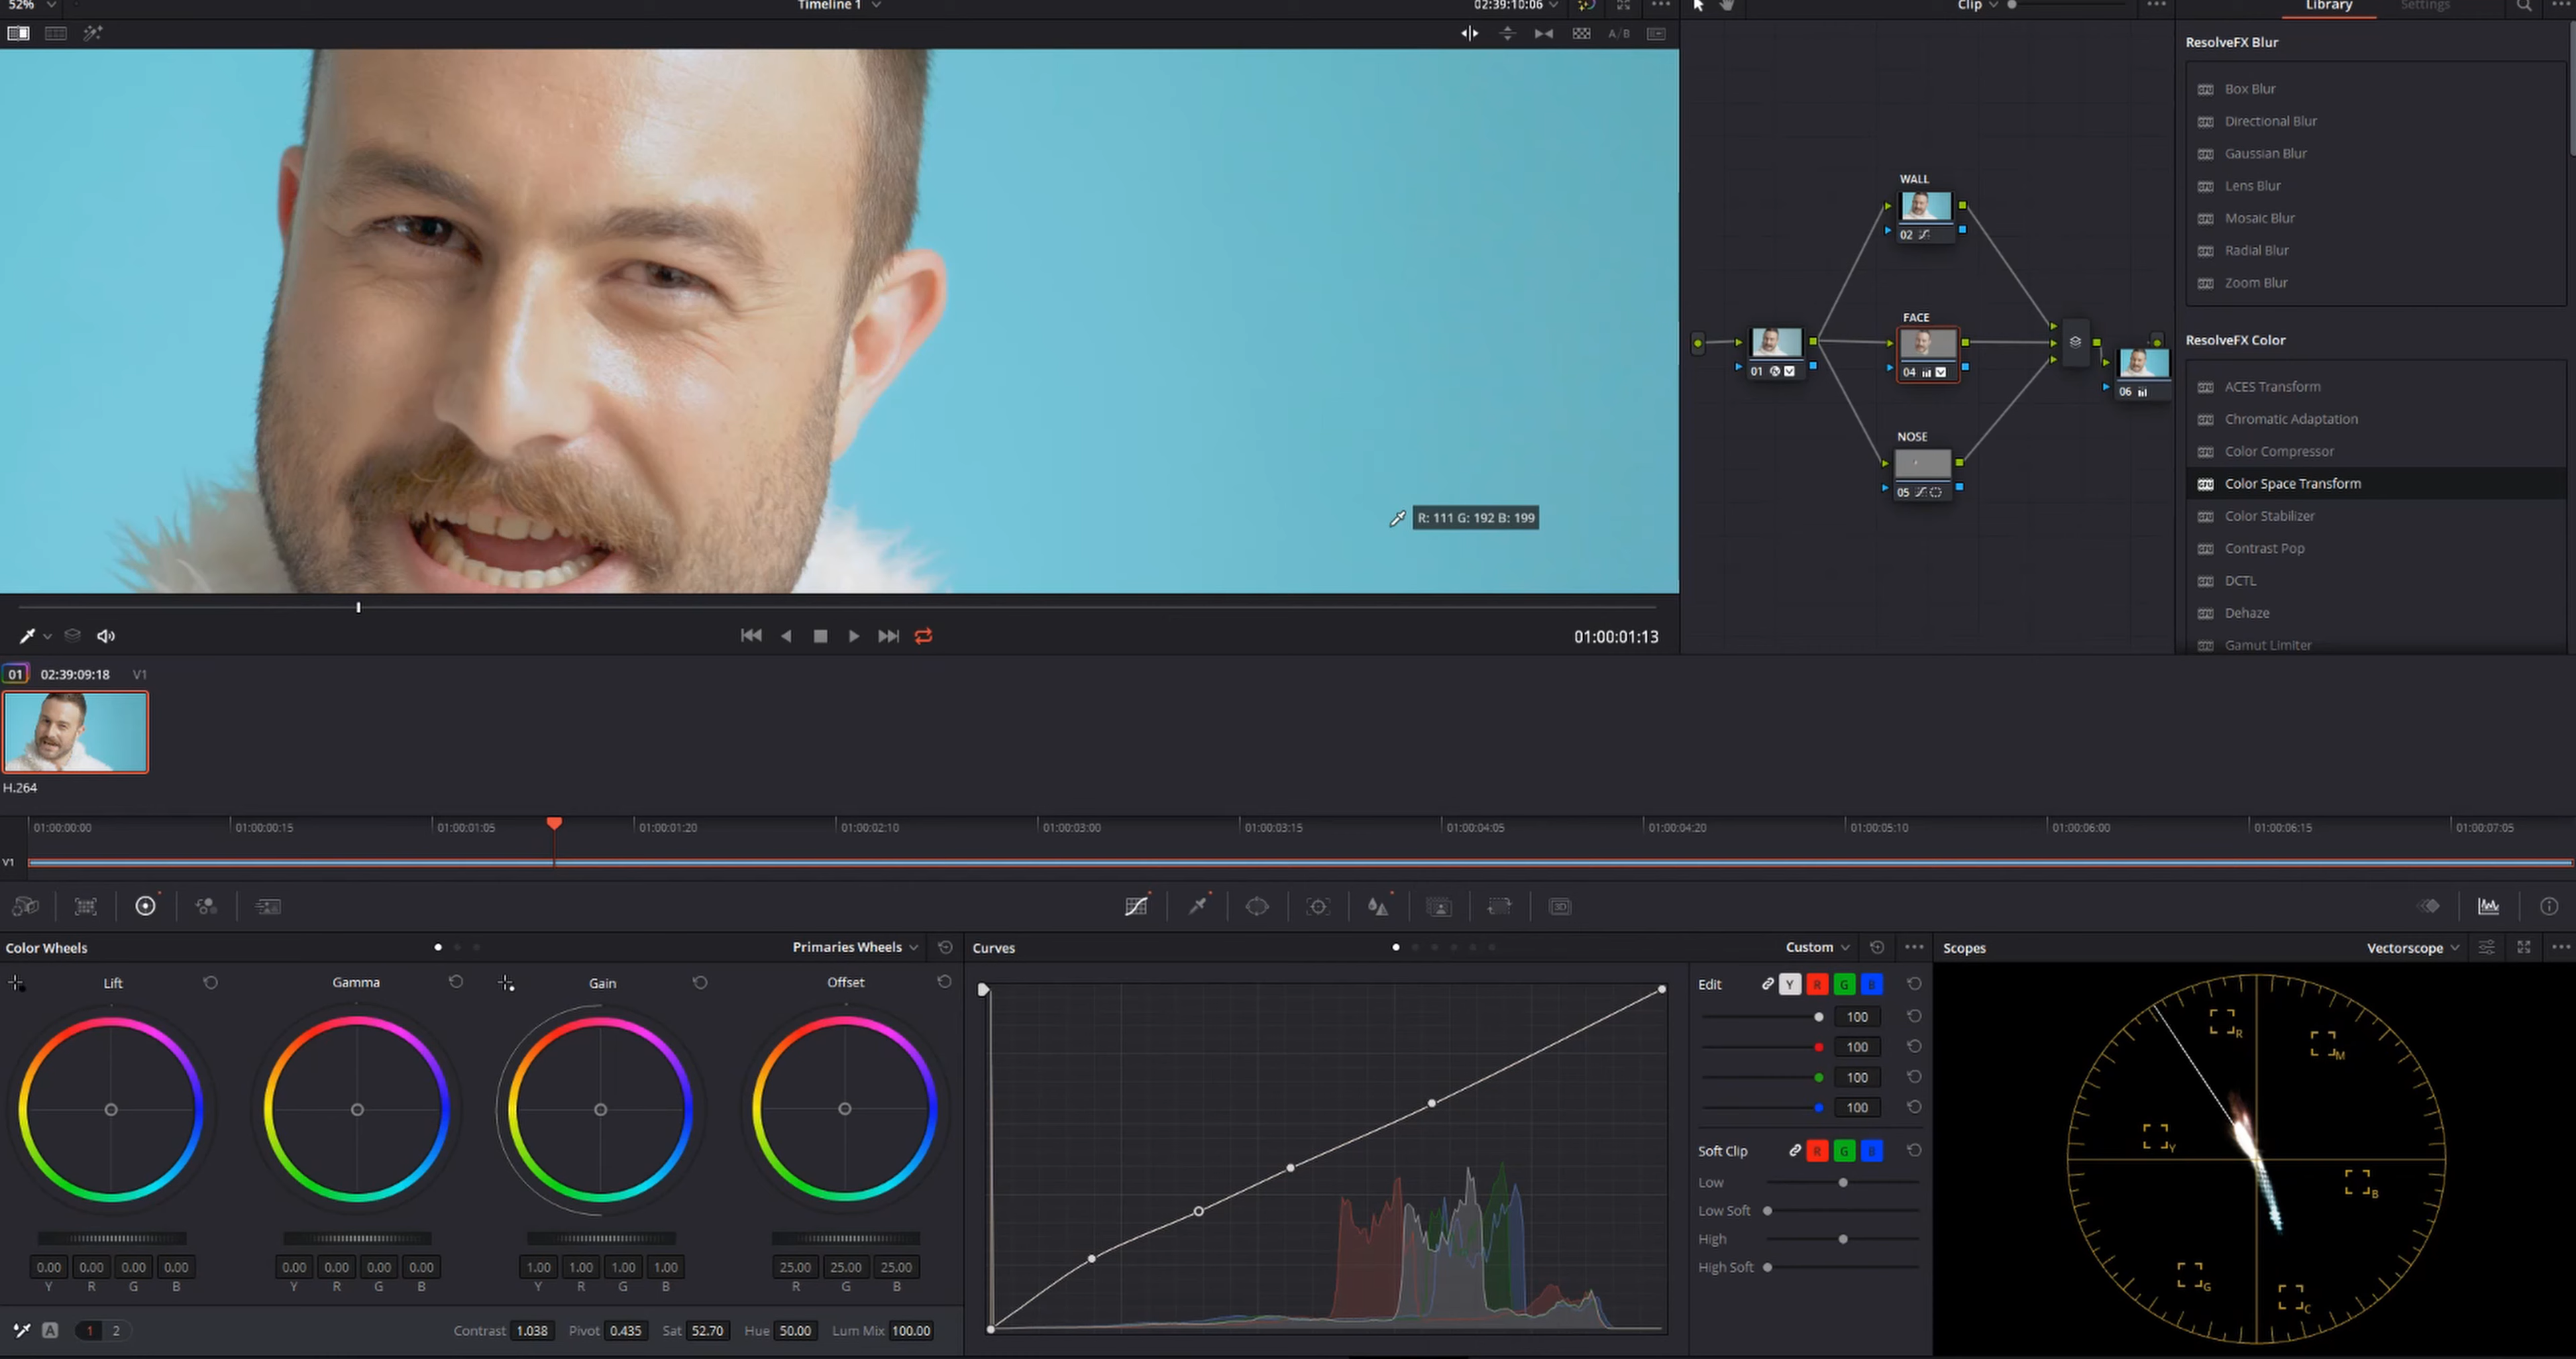 52%
Timeline 1
02:39:10:06
Clip
Library
Settings
A/B
ResolveFX Blur
Box Blur
Directional Blur
Gaussian Blur
Lens Blur
Mosaic Blur
Radial Blur
Zoom Blur
ResolveFX Color
ACES Transform
Chromatic Adaptation
Color Compressor
Color Space Transform
Color Stabilizer
Contrast Pop
DCTL
Dehaze
Gamut Limiter
WALL
02
FACE
01
04
06
NOSE
05
R: 111 G: 192 B: 199
01:00:01:13
01 02:39:09:18 V1
H.264
01:00:00:00 01:00:00:15 01:00:01:05 01:00:01:20 01:00:02:10 01:00:03:00 01:00:03:15 01:00:04:05 01:00:04:20 01:00:05:10 01:00:06:00 01:00:06:15 01:00:07:05
V1
3D
Color Wheels
Primaries Wheels
Lift Gamma Gain Offset
0.00 0.00 0.00 0.00 0.00 0.00 0.00 0.00 1.00 1.00 1.00 1.00 25.00 25.00 25.00
Y R G B Y R G B Y R G B R G B
A 1 2
Contrast 1.038 Pivot 0.435 Sat 52.70 Hue 50.00 Lum Mix 100.00
Curves
Custom
Edit Y R G B
100
100
100
100
Soft Clip R G B
Low
Low Soft
High
High Soft
Scopes
Vectorscope
R
M
Y
B
G
C